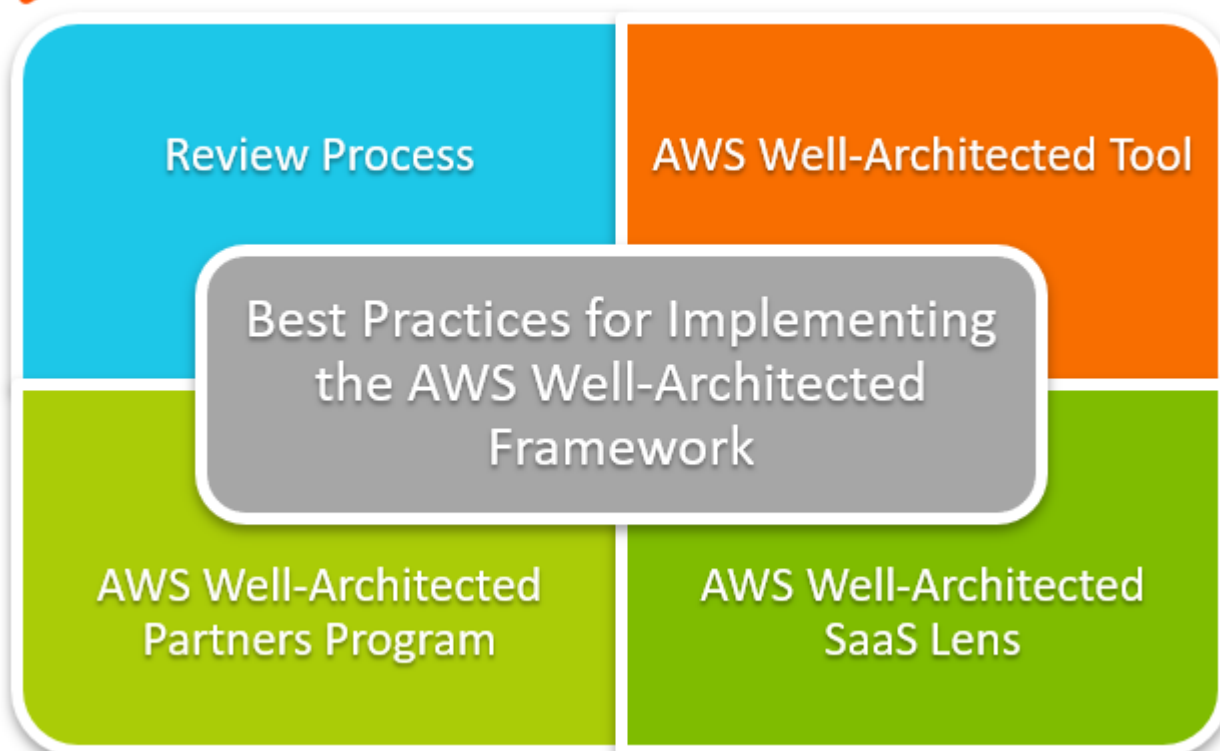 Review Process
AWS Well-Architected Tool
Best Practices for Implementing
the AWS Well-Architected
Framework
AWS Well-Architected
Partners Program
AWS Well-Architected
SaaS Lens